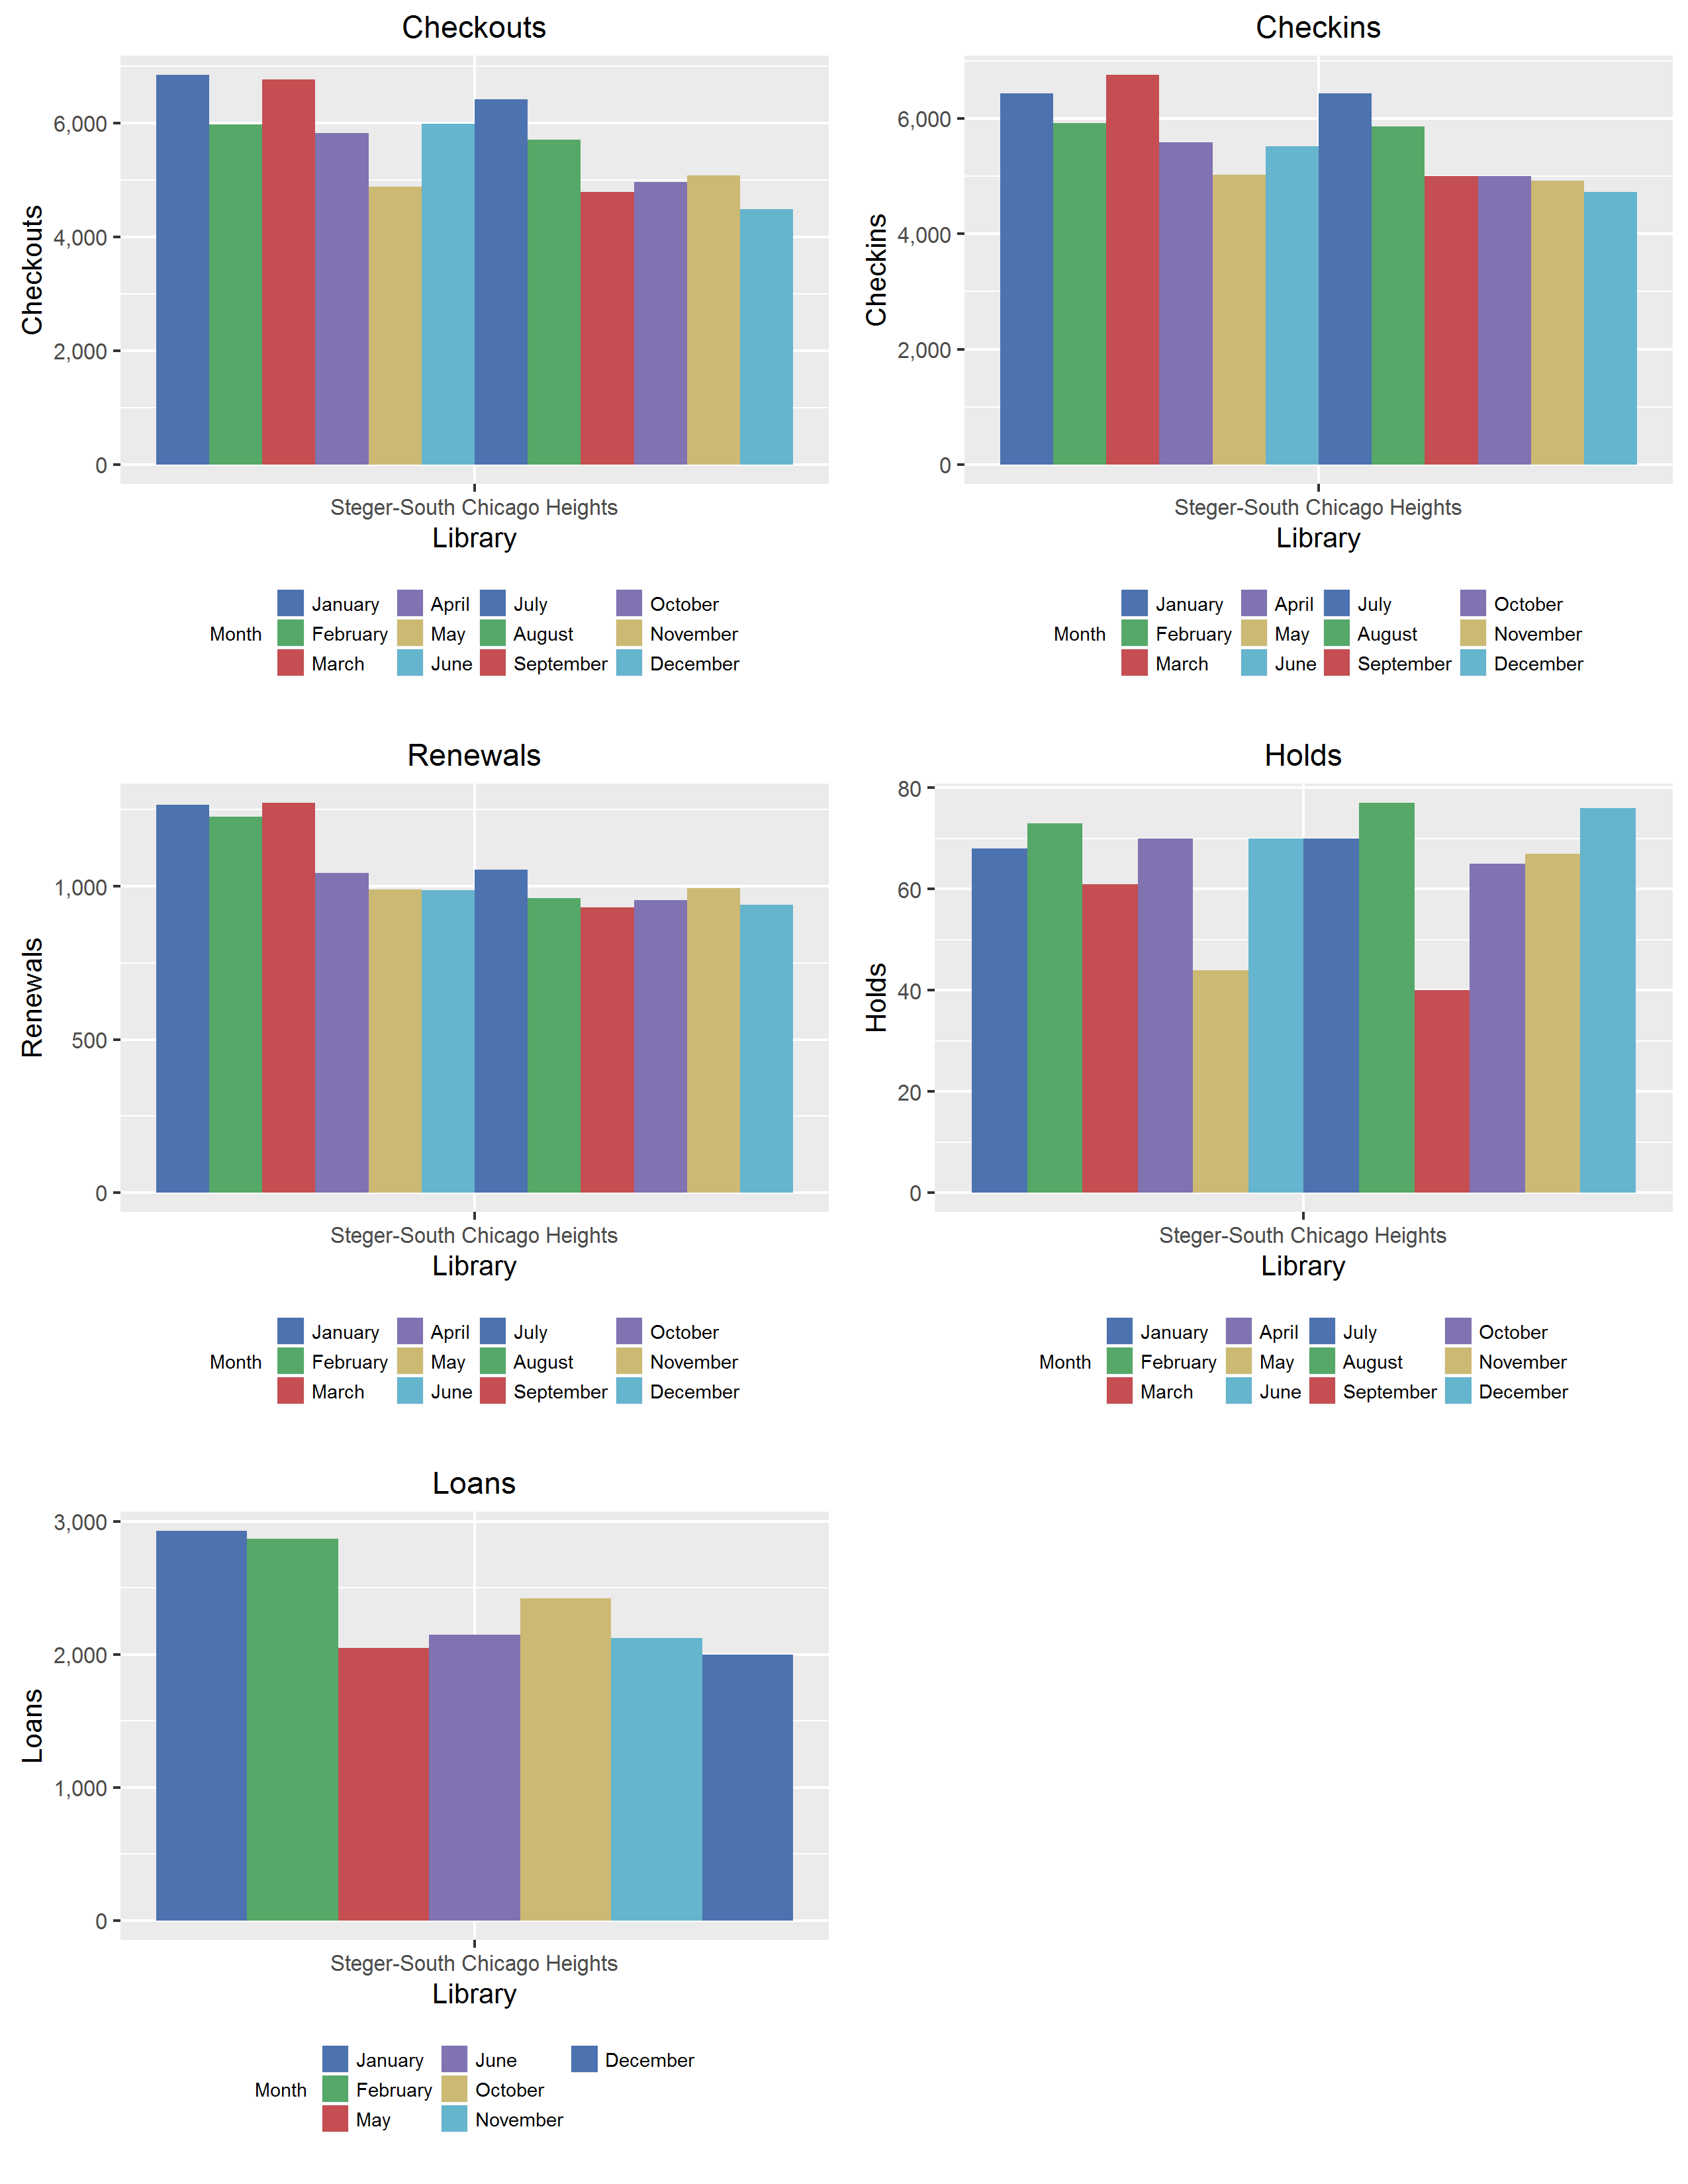 Checkouts
Checkouts
6,000
4,000
2,000
0
Steger-South Chicago Heights
Library
Month
January April July October
February May August November
March June September December
Checkins
Checkins
6,000
4,000
2,000
0
Steger-South Chicago Heights
Library
Month
January April July October
February May August November
March June September December
Renewals
Renewals
1,000
500
0
Steger-South Chicago Heights
Library
Month
January April July October
February May August November
March June September December
Holds
Holds
80
60
40
20
0
Steger-South Chicago Heights
Library
Month
January April July October
February May August November
March June September December
Loans
Loans
3,000
2,000
1,000
0
Steger-South Chicago Heights
Library
Month
January June December
February October
May November